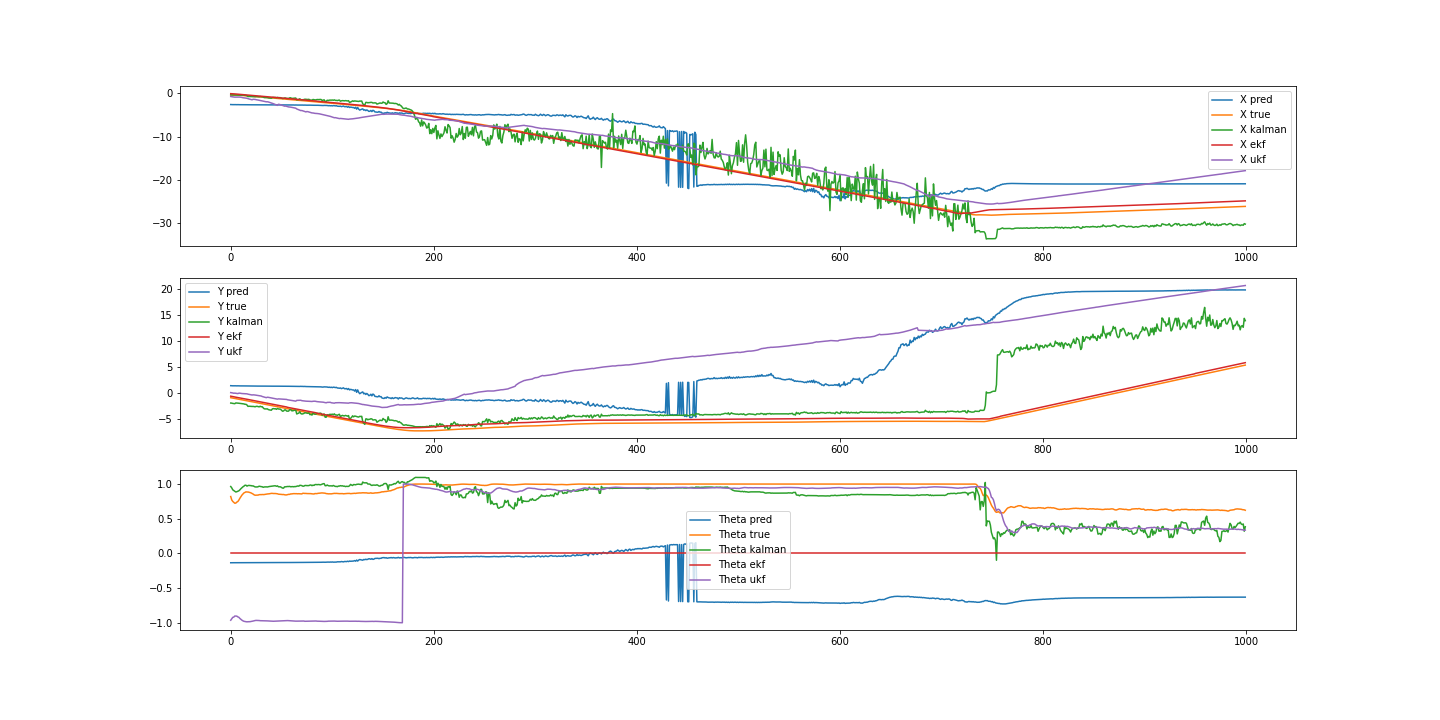 0
−10
−20
−30
X pred
X true
X kalman
X ekf
X ukf
0 200 400 600 800 1000
20
15
10
5
0
−5
Y pred
Y true
Y kalman
Y ekf
Y ukf
0 200 400 600 800 1000
1.0
0.5
0.0
−0.5
−1.0
Theta pred
Theta true
Theta kalman
Theta ekf
Theta ukf
0 200 400 600 800 1000